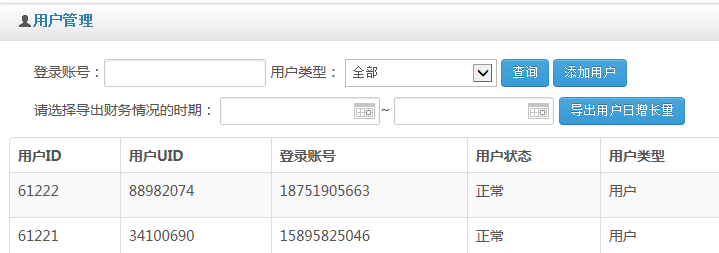 用户管理
登录账号： 用户类型： 全部 查询 添加用户
请选择导出财务情况的时期： ~ 导出用户日增长量
用户ID 用户UID 登录账号 用户状态 用户类型
61222 88982074 18751905663 正常 用户
61221 34100690 15895825046 正常 用户